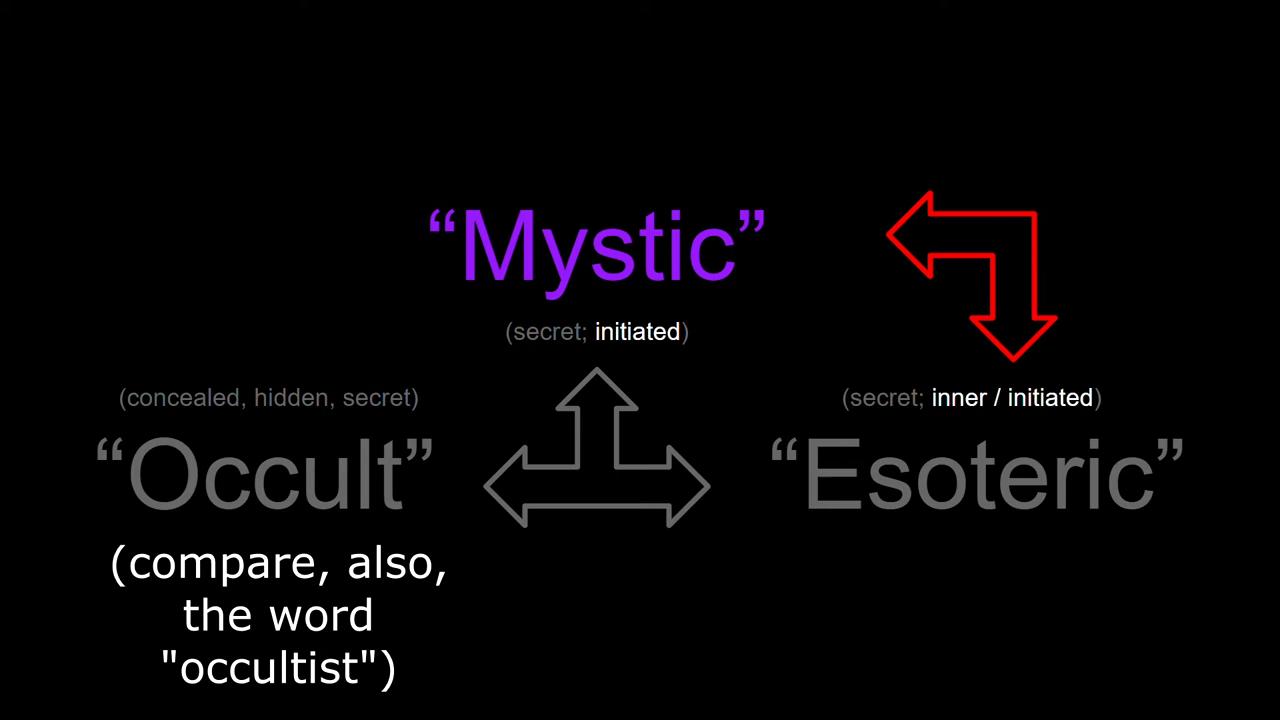 “Mystic”
(secret; initiated)
(concealed, hidden, secret)
“Occult”
(compare, also,
the word
"occultist")
(secret; inner / initiated)
“Esoteric”